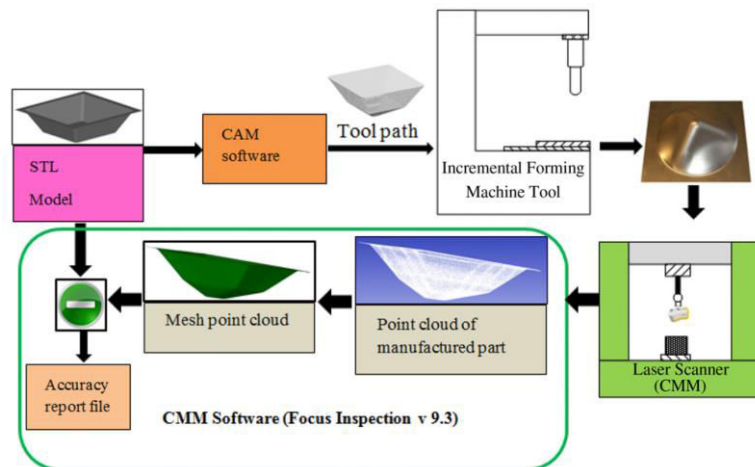 STL
Model
CAM
software
Tool path
Incremental Forming
Machine Tool
Laser Scanner
(CMM)
Point cloud of
manufactured part
Mesh point cloud
Accuracy
report file
CMM Software (Focus Inspection v 9.3)